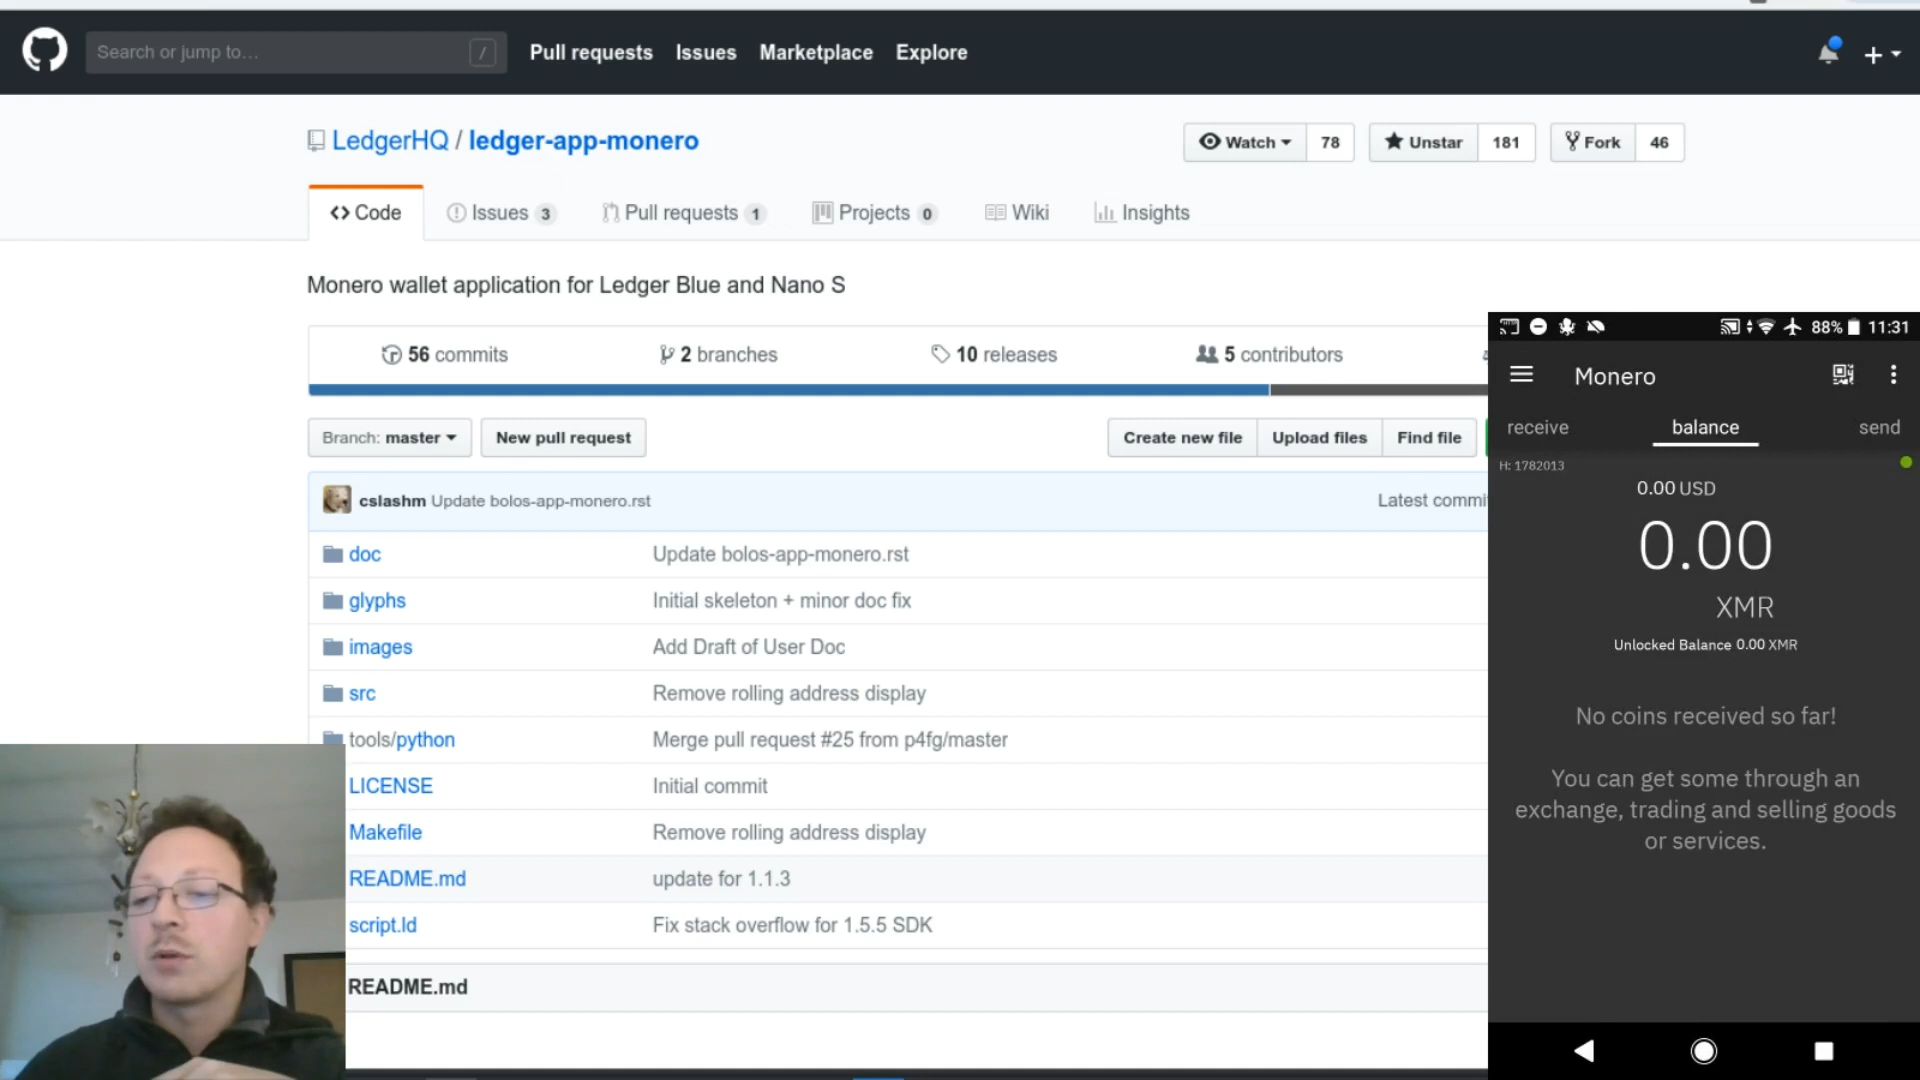 Search or jump to… /
Pull requests Issues Marketplace Explore
LedgerHQ / ledger-app-monero
Watch 78
Unstar 181
Fork 46
Code
Issues 3
Pull requests 1
Projects 0
Wiki
Insights
Monero wallet application for Ledger Blue and Nano S
56 commits
2 branches
10 releases
5 contributors
Branch: master
New pull request
Create new file
Upload files
Find file
cslashm Update bolos-app-monero.rst
Latest commi
doc Update bolos-app-monero.rst
glyphs Initial skeleton + minor doc fix
images Add Draft of User Doc
src Remove rolling address display
tools/python Merge pull request #25 from p4fg/master
LICENSE Initial commit
Makefile Remove rolling address display
README.md update for 1.1.3
script.ld Fix stack overflow for 1.5.5 SDK
README.md
88% 11:31
Monero
receive balance send
H: 1782013
0.00 USD
0.00
XMR
Unlocked Balance 0.00 XMR
No coins received so far!
You can get some through an
exchange, trading and selling goods
or services.